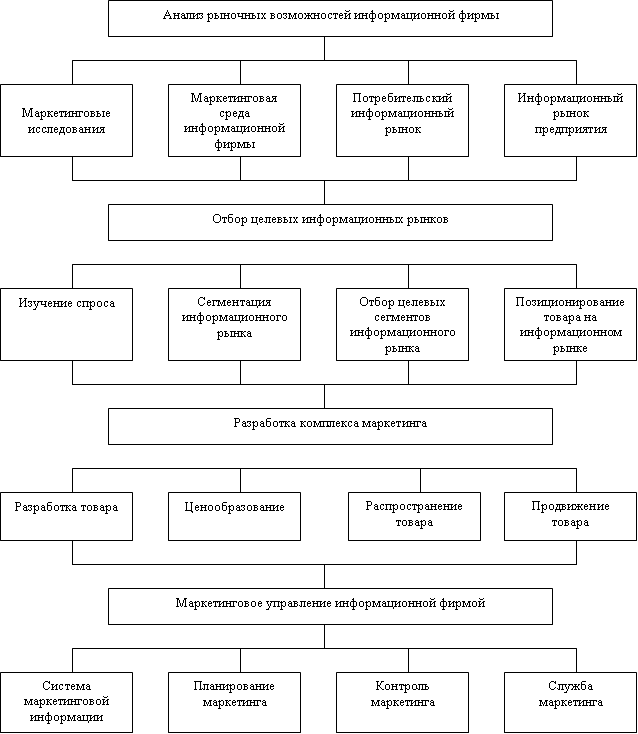 Анализ рыночных возможностей информационной фирмы
Маркетинговые
исследования
Маркетинговая
среда
информационной
фирмы
Потребительский
информационный
рынок
Информационный
рынок
предприятия
Отбор целевых информационных рынков
Изучение спроса
Сегментация
информационного
рынка
Отбор целевых
сегментов
информационного
рынка
Позиционирование
товара на
информационном
рынке
Разработка комплекса маркетинга
Разработка товара
Ценообразование
Распространение
товара
Продвижение
товара
Маркетинговое управление информационной фирмой
Система
маркетинговой
информации
Планирование
маркетинга
Контроль
маркетинга
Служба
маркетинга